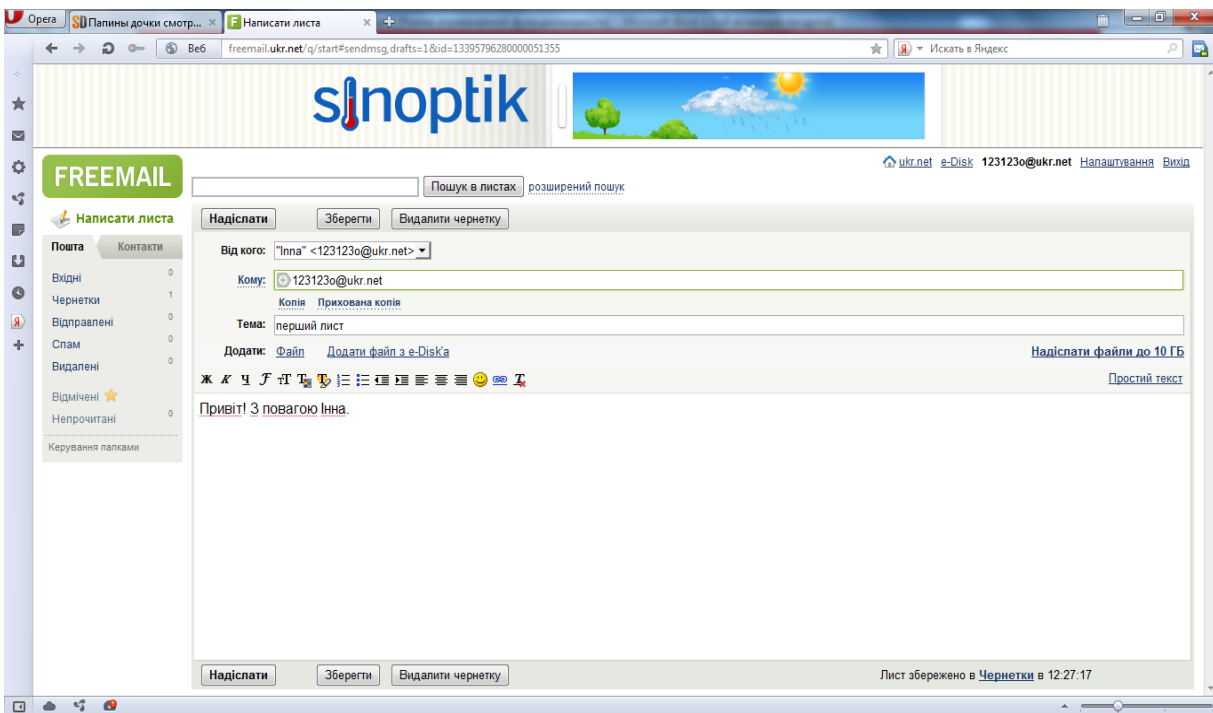 Opera
Папины дочки смотр...
Написати листа
Веб
freemail.ukr.net/q/start#sendmsg,drafts=1&id=13395796280000051355
Искать в Яндекс
sinoptik
FREEMAIL
ukr.net e-Disk 123123o@ukr.net Налаштування Вихід
Пошук в листах розширений пошук
Написати листа
Надіслати Зберегти Видалити чернетку
Пошта Контакти
Від кого: "Inna" <123123o@ukr.net>
Вхідні 0
Кому: 123123o@ukr.net
Чернетки 1
Копія Прихована копія
Відправлені 0
Тема: перший лист
Спам 0
Додати: Файл Додати файл з e-Disk'a Надіслати файли до 10 ГБ
Видалені 0
Ж К Ч Простий текст
Відмічені
Непрочитані 0
Привіт! З повагою Інна.
Керування папками
Надіслати Зберегти Видалити чернетку Лист збережено в Чернетки в 12:27:17